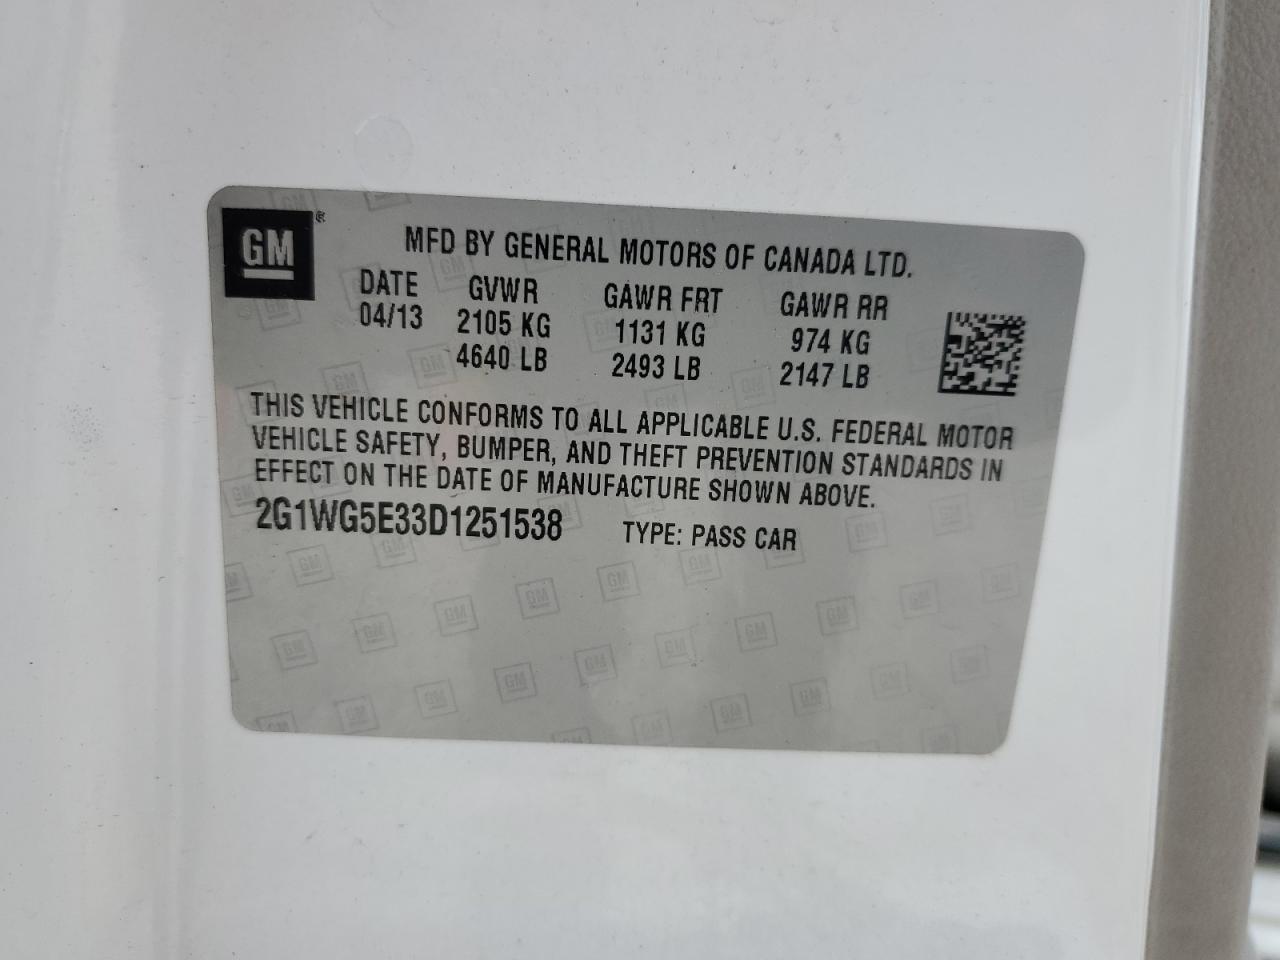 GM ®
MFD BY GENERAL MOTORS OF CANADA LTD.
DATE GVWR GAWR FRT GAWR RR
04/13 2105 KG 1131 KG 974 KG
4640 LB 2493 LB 2147 LB
THIS VEHICLE CONFORMS TO ALL APPLICABLE U.S. FEDERAL MOTOR
VEHICLE SAFETY, BUMPER, AND THEFT PREVENTION STANDARDS IN
EFFECT ON THE DATE OF MANUFACTURE SHOWN ABOVE.
2G1WG5E33D1251538 TYPE: PASS CAR